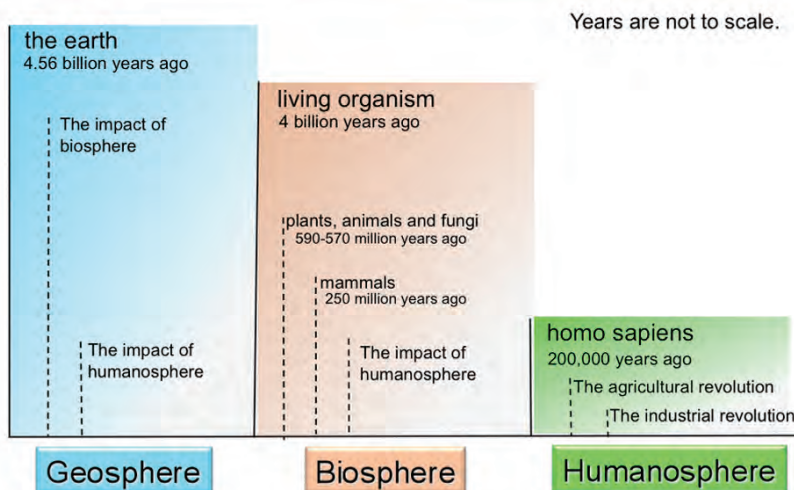 Years are not to scale.
the earth
4.56 billion years ago
The impact of
biosphere
The impact of
humanosphere
living organism
4 billion years ago
plants, animals and fungi
590-570 million years ago
mammals
250 million years ago
The impact of
humanosphere
homo sapiens
200,000 years ago
The agricultural revolution
The industrial revolution
Geosphere
Biosphere
Humanosphere